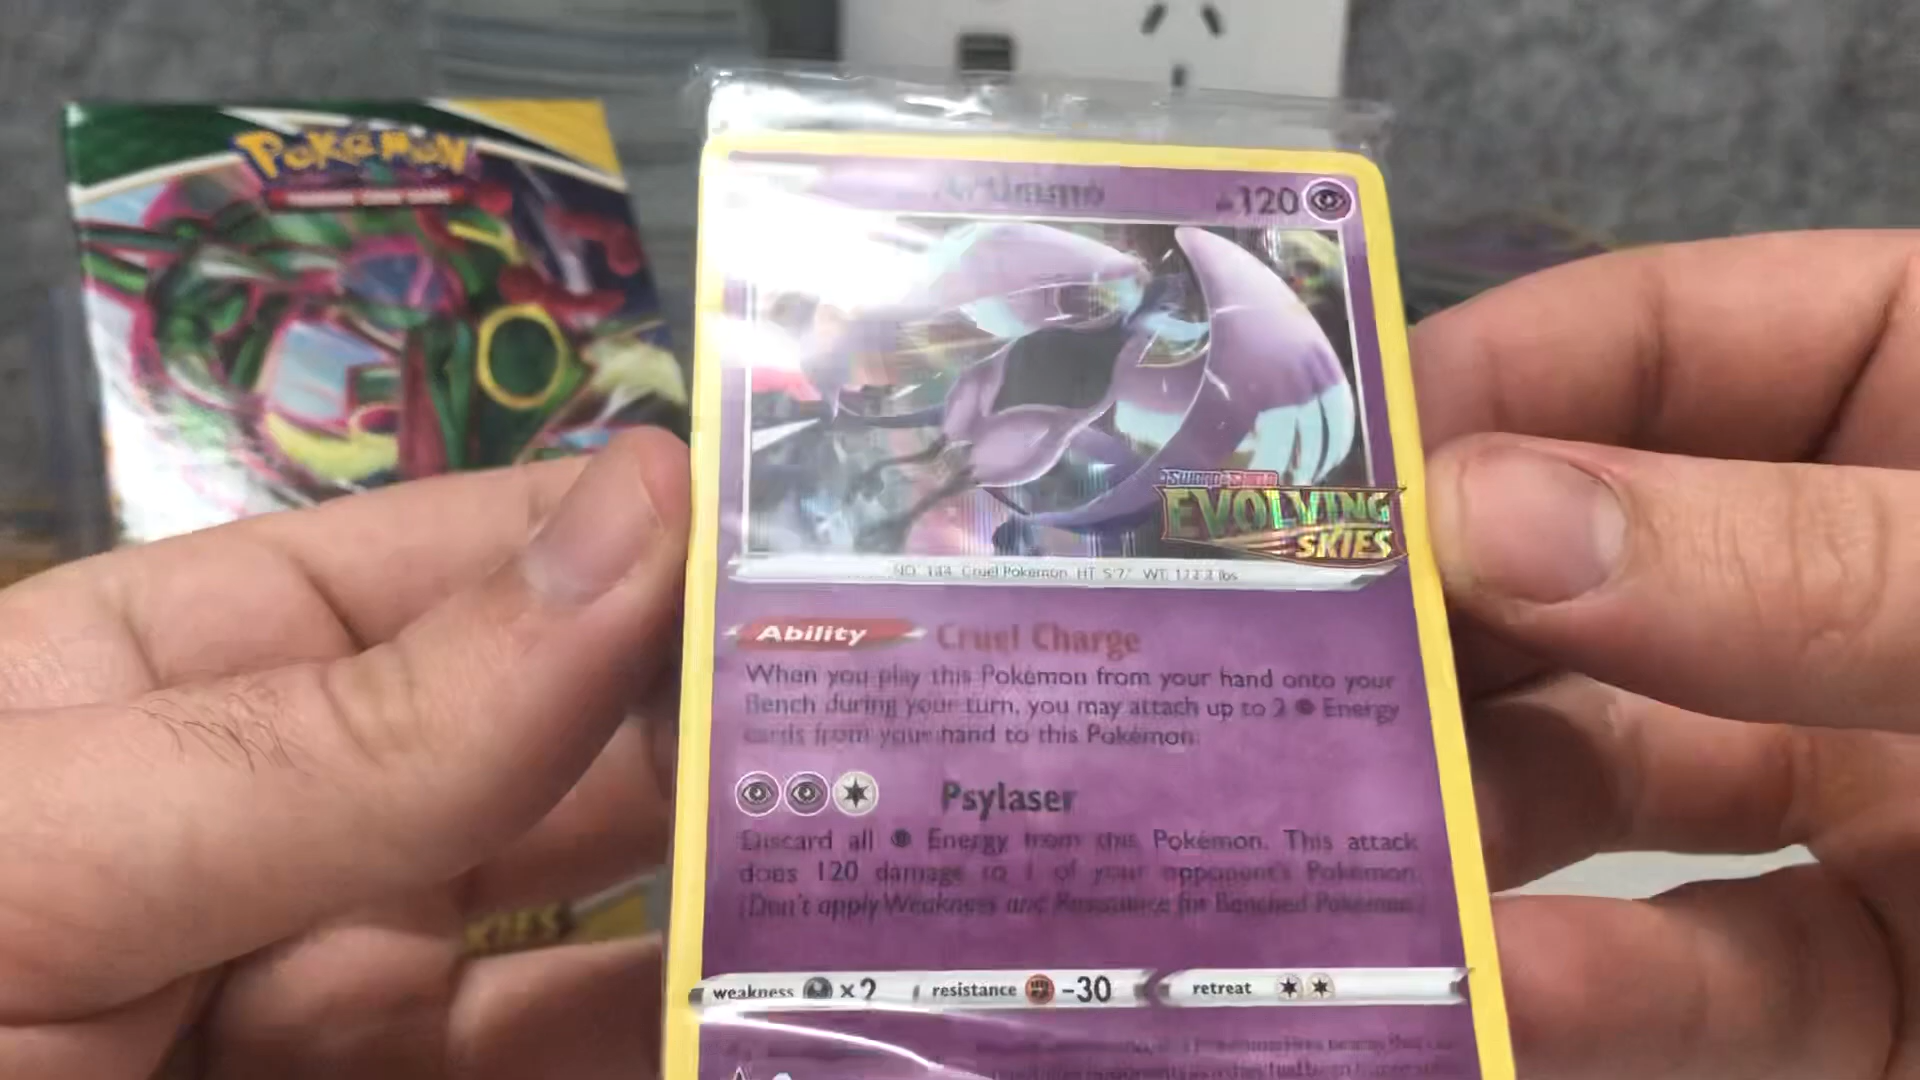 POKéMON
120
SWORD & SHIELD
EVOLVING
SKIES
NO. 144 Cruel Pokémon HT 5'7" WT
lbs
Ability Cruel Charge
When you play this Pokémon from your hand onto your
Bench during your turn, you may attach up to 2 Energy
cards from your hand to this Pokémon.
Psylaser
Discard all Energy from this Pokémon. This attack
does 120 damage to 1 of your opponent's Pokémon.
(Don't apply Weakness and Resistance for Benched Pokémon.)
weakness ×2 resistance -30 retreat
SKIES